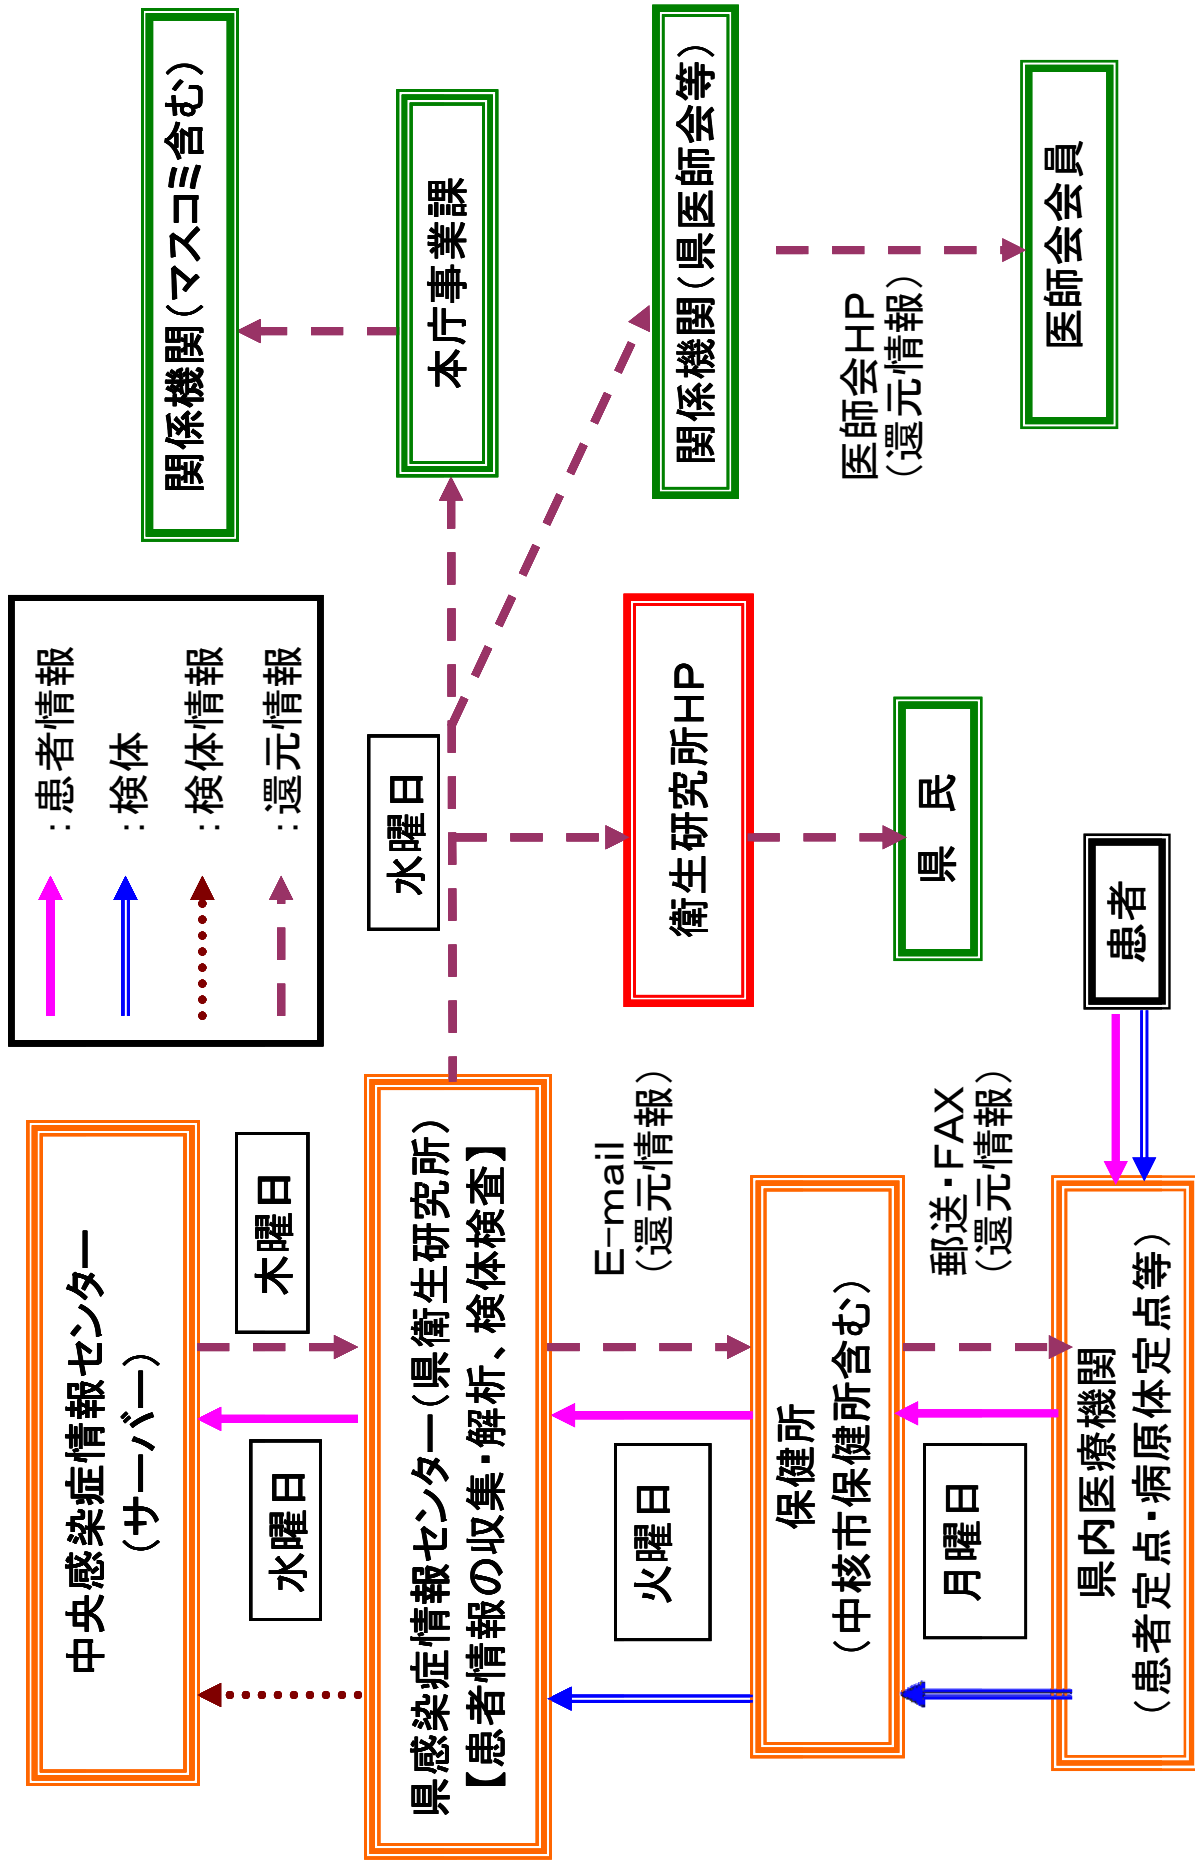 中央感染症情報センター
（サーバー）
水曜日
木曜日
県感染症情報センター（県衛生研究所）
【患者情報の収集・解析、検体検査】
火曜日
E-mail
（還元情報）
保健所
（中核市保健所含む）
月曜日
郵送・FAX
（還元情報）
県内医療機関
（患者定点・病原体定点等）
：患者情報
：検体
：検体情報
：還元情報
水曜日
衛生研究所HP
県　民
患者
関係機関（マスコミ含む）
本庁事業課
関係機関（県医師会等）
医師会HP
（還元情報）
医師会会員